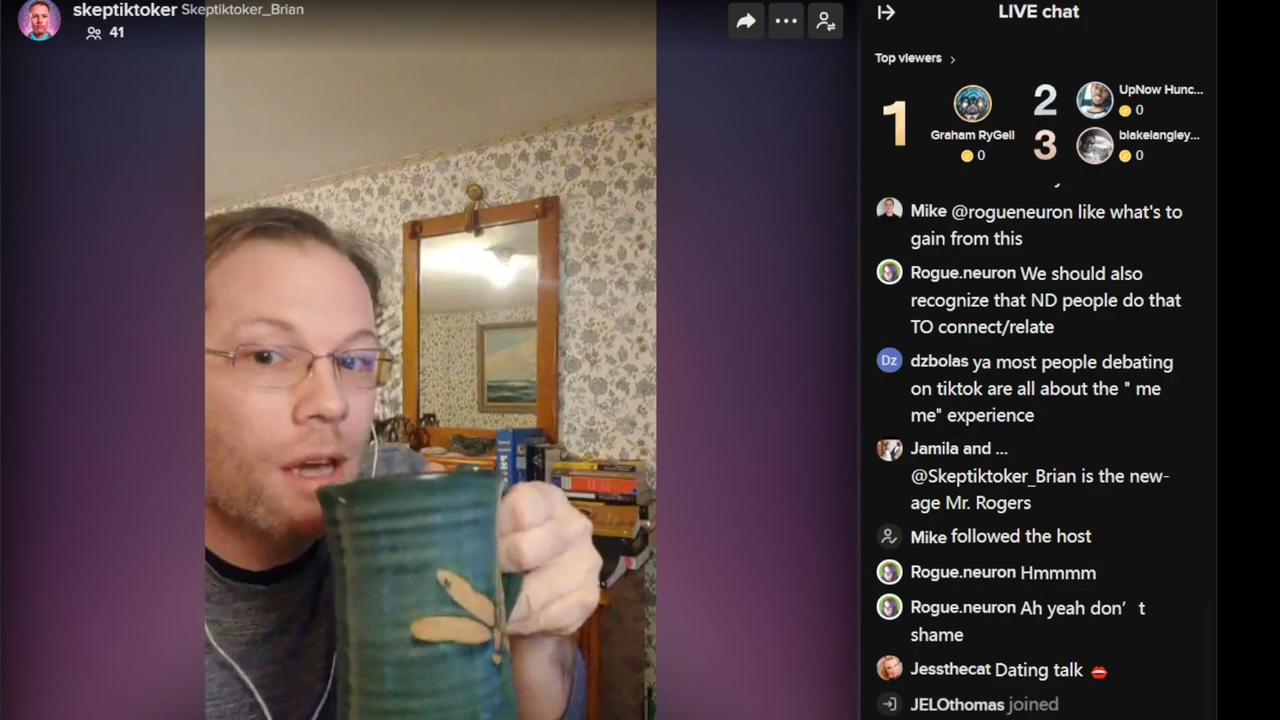 skeptiktoker Skeptiktoker_Brian
41
LIVE chat
Top viewers
1
Graham RyGell
0
2
UpNow Hunc...
0
3
blakelangley...
0
Mike @rogueneuron like what's to
gain from this
Rogue.neuron We should also
recognize that ND people do that
TO connect/relate
Dz
dzbolas ya most people debating
on tiktok are all about the " me
me" experience
Jamila and ...
@Skeptiktoker_Brian is the new-
age Mr. Rogers
Mike followed the host
Rogue.neuron Hmmmm
Rogue.neuron Ah yeah don’t
shame
Jessthecat Dating talk 👄
JELOthomas joined